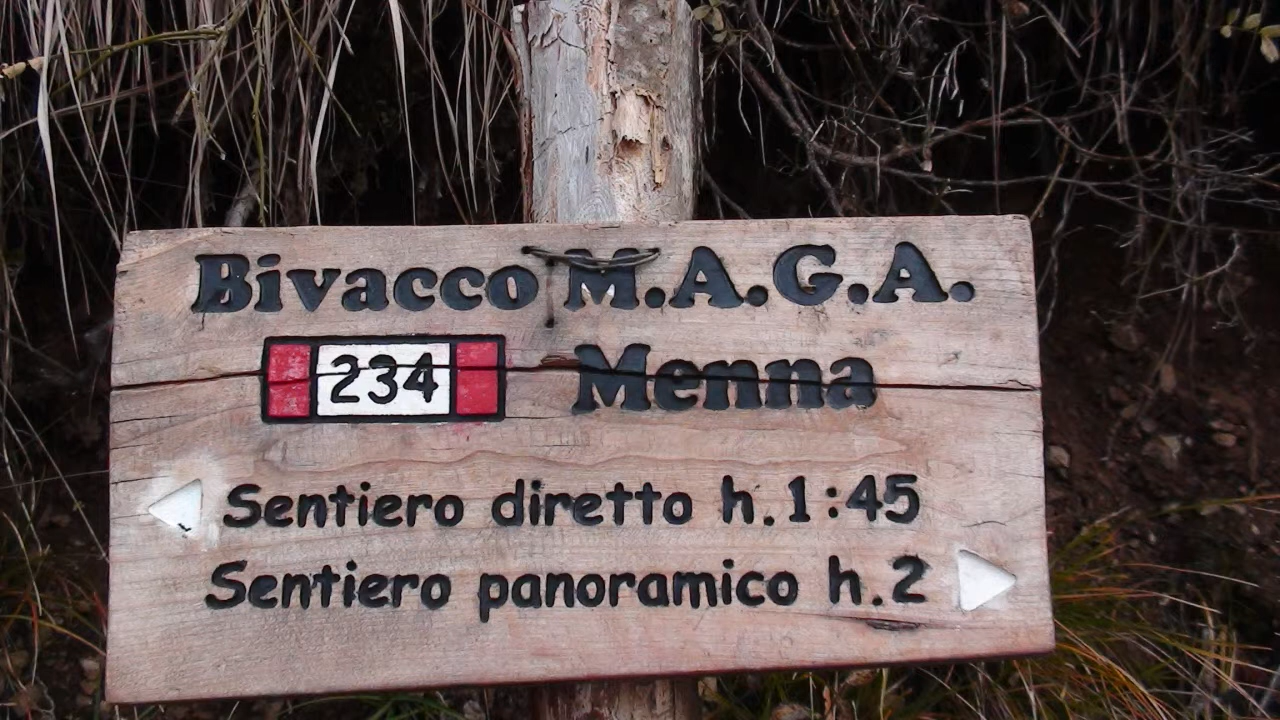 Bivacco M.A.G.A.
234 Menna
Sentiero diretto h.1:45
Sentiero panoramico h.2